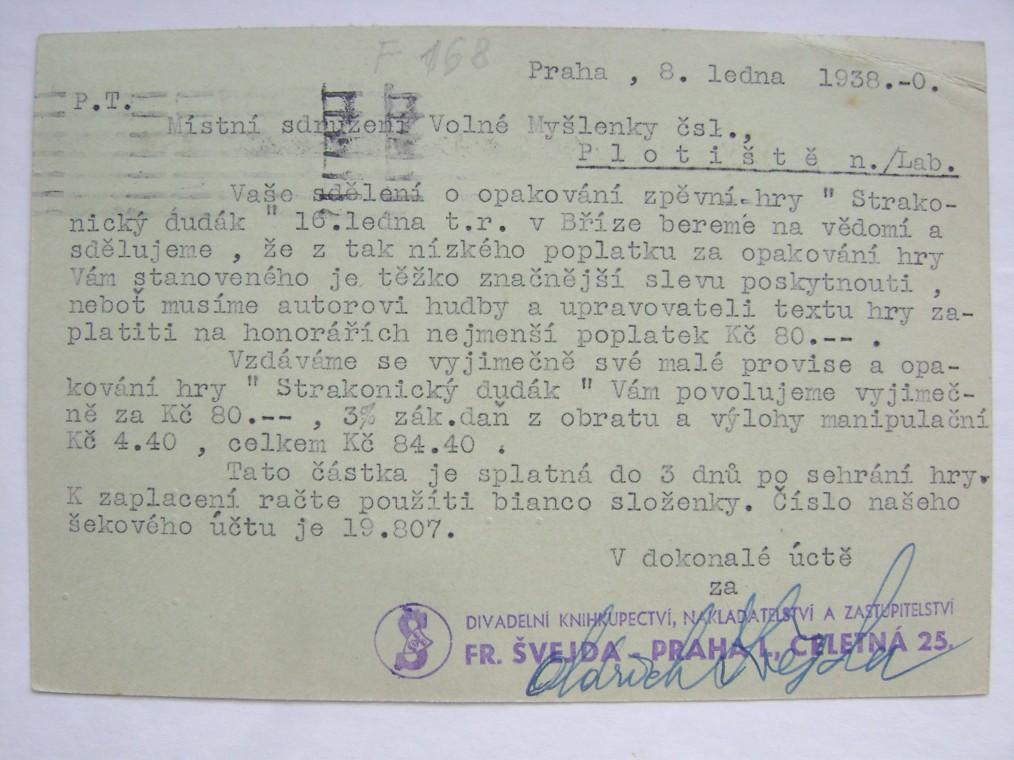 F 168
Praha , 8. ledna 1938.-O.
P.T.
Místní sdružení Volné Myšlenky čsl.,
P l o t i š t ě n./Lab.
Vaše sdělení o opakování zpěvní hry " Strako-
nický dudák " 16.ledna t.r. v Bříze bereme na vědomí a
sdělujeme , že z tak nízkého poplatku za opakování hry
Vám stanoveného je těžko značnější slevu poskytnouti ,
neboť musíme autorovi hudby a upravovateli textu hry za-
platiti na honorářích nejmenší poplatek Kč 80.-- .
Vzdáváme se vyjimečně své malé provise a opa-
kování hry " Strakonický dudák " Vám povolujeme vyjimeč-
ně za Kč 80.-- , 3% zák.daň z obratu a výlohy manipulační
Kč 4.40 , celkem Kč 84.40 .
Tato částka je splatná do 3 dnů po sehrání hry.
K zaplacení račte použíti bianco složenky. Číslo našeho
šekového účtu je 19.807.
V dokonalé úctě
za
DIVADELNÍ KNIHKUPECTVÍ, NAKLADATELSTVÍ A ZASTUPITELSTVÍ
FR. ŠVEJDA - PRAHA I., CELETNÁ 25.
Oldřich Švejda